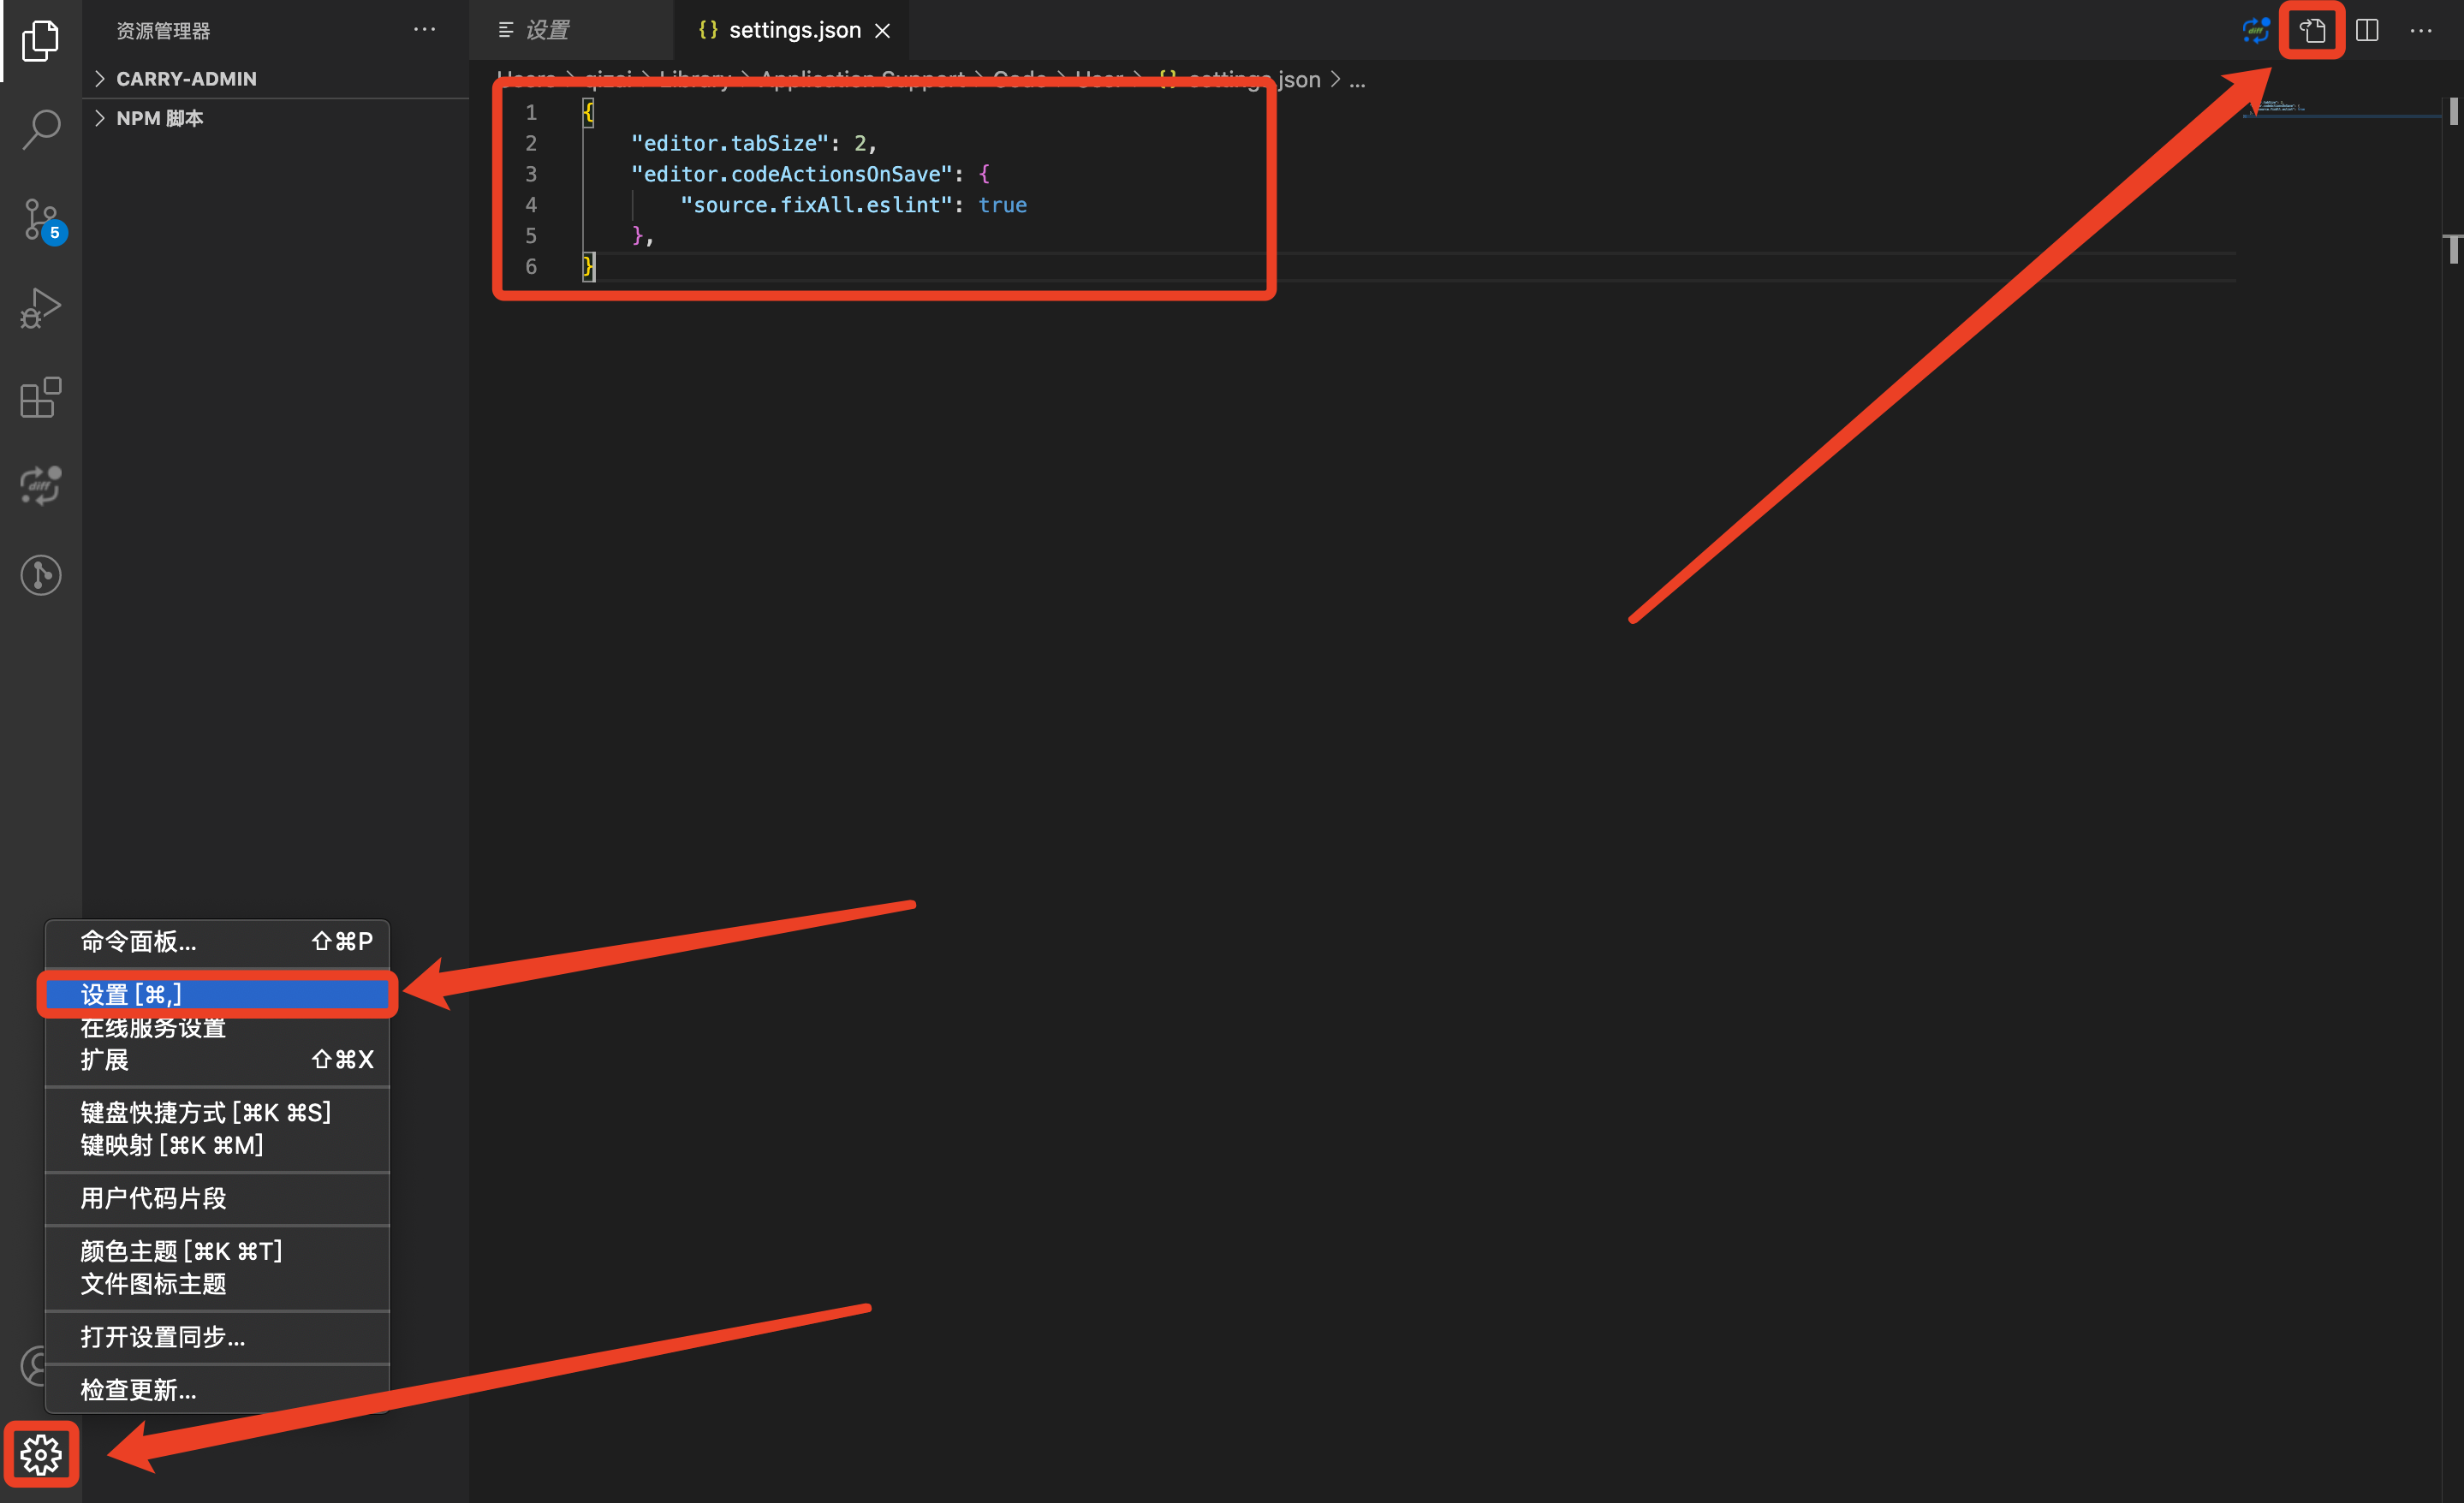 资源管理器
CARRY-ADMIN
NPM 脚本
5
diff
设置
{} settings.json
diff
Users > qizai > Library > Application Support > Code > User > {} settings.json > ...
1 {
2 "editor.tabSize": 2,
3 "editor.codeActionsOnSave": {
4 "source.fixAll.eslint": true
5 },
6 }
命令面板... ⇧⌘P
设置 [⌘,]
在线服务设置
扩展 ⇧⌘X
键盘快捷方式 [⌘K ⌘S]
键映射 [⌘K ⌘M]
用户代码片段
颜色主题 [⌘K ⌘T]
文件图标主题
打开设置同步...
检查更新...